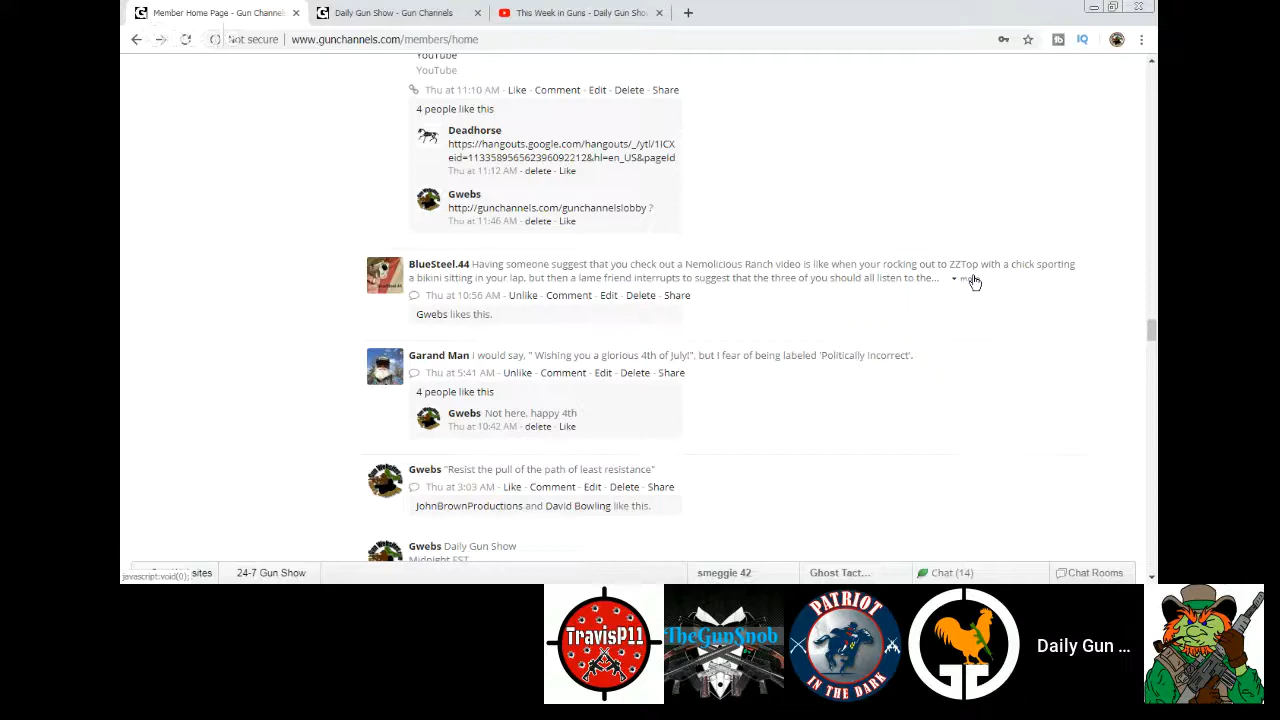 Member Home Page - Gun Channels
Daily Gun Show - Gun Channels
This Week in Guns - Daily Gun Sho
Not secure
www.gunchannels.com/members/home
YouTube
YouTube
Thu at 11:10 AM - Like - Comment - Edit - Delete - Share
4 people like this
Deadhorse
https://hangouts.google.com/hangouts/_/ytl/1ICX
eid=113358956562396092212&hl=en_US&pageId
Thu at 11:12 AM - delete - Like
Gwebs
http://gunchannels.com/gunchannelslobby ?
Thu at 11:46 AM - delete - Like
BlueSteel.44 Having someone suggest that you check out a Nemolicious Ranch video is like when your rocking out to ZZTop with a chick sporting
a bikini sitting in your lap, but then a lame friend interrupts to suggest that the three of you should all listen to the...
Thu at 10:56 AM - Unlike - Comment - Edit - Delete - Share
Gwebs likes this.
Garand Man I would say, " Wishing you a glorious 4th of July!", but I fear of being labeled 'Politically Incorrect'.
Thu at 5:41 AM - Unlike - Comment - Edit - Delete - Share
4 people like this
Gwebs Not here, happy 4th
Thu at 10:42 AM - delete - Like
Gwebs "Resist the pull of the path of least resistance"
Thu at 3:03 AM - Like - Comment - Edit - Delete - Share
JohnBrownProductions and David Bowling like this.
Gwebs Daily Gun Show
Midnight EST
sites
24-7 Gun Show
smeggie 42
Ghost Tact...
Chat (14)
Chat Rooms
javascript:void(0);
TravisP11
TheGunSnob
PATRIOT
IN THE DARK
Daily Gun ...